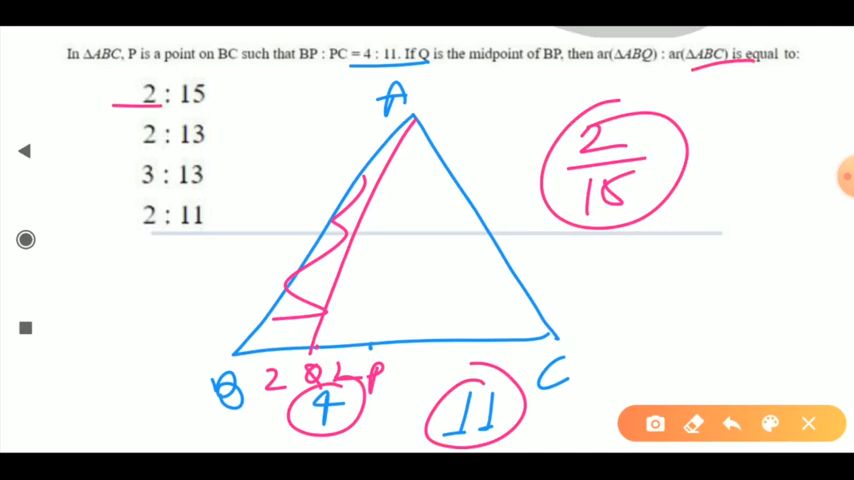 In ΔABC, P is a point on BC such that BP : PC = 4 : 11. If Q is the midpoint of BP, then ar(ΔABQ) : ar(ΔABC) is equal to:
2 : 15
2 : 13
3 : 13
2 : 11
A
2
15
B 2 Q 2 P C
4 11